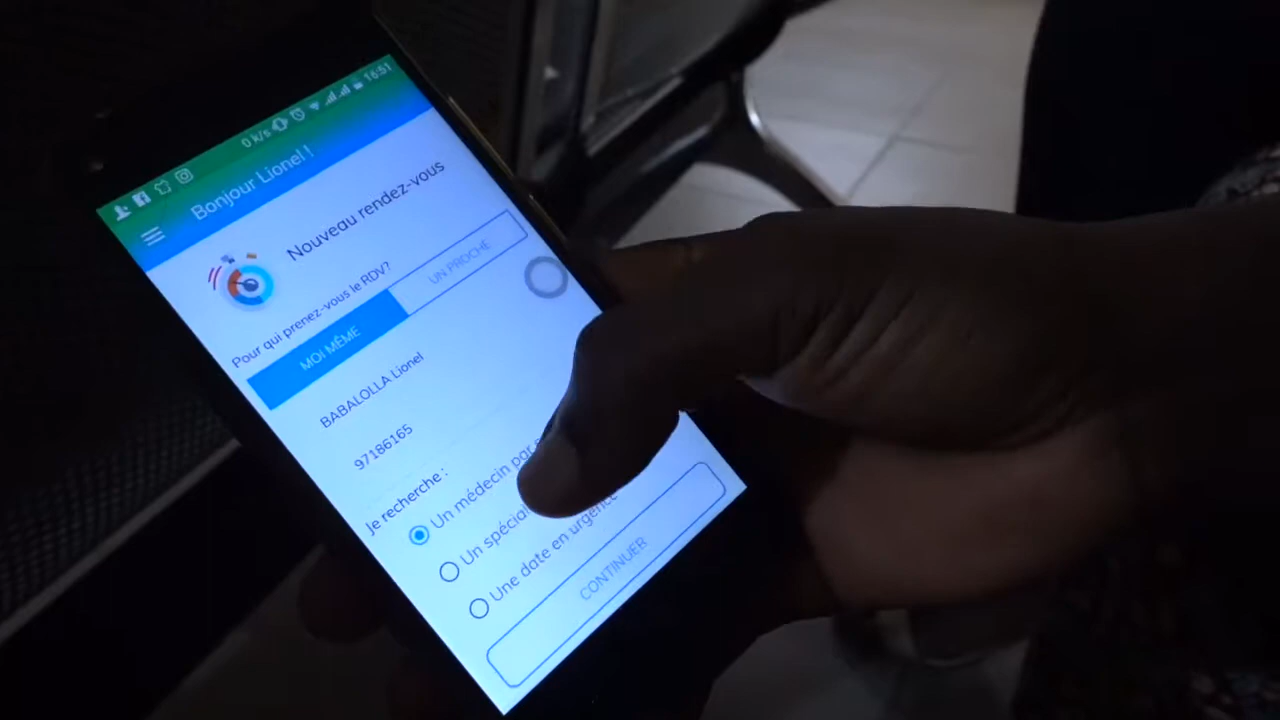 0 k/s 16:51
Bonjour Lionel !
Nouveau rendez-vous
Pour qui prenez-vous le RDV?
MOI MÊME UN PROCHE
BABALOLLA Lionel
97186165
Je recherche :
Un médecin par
Un
Une date en urgence
CONTINUER